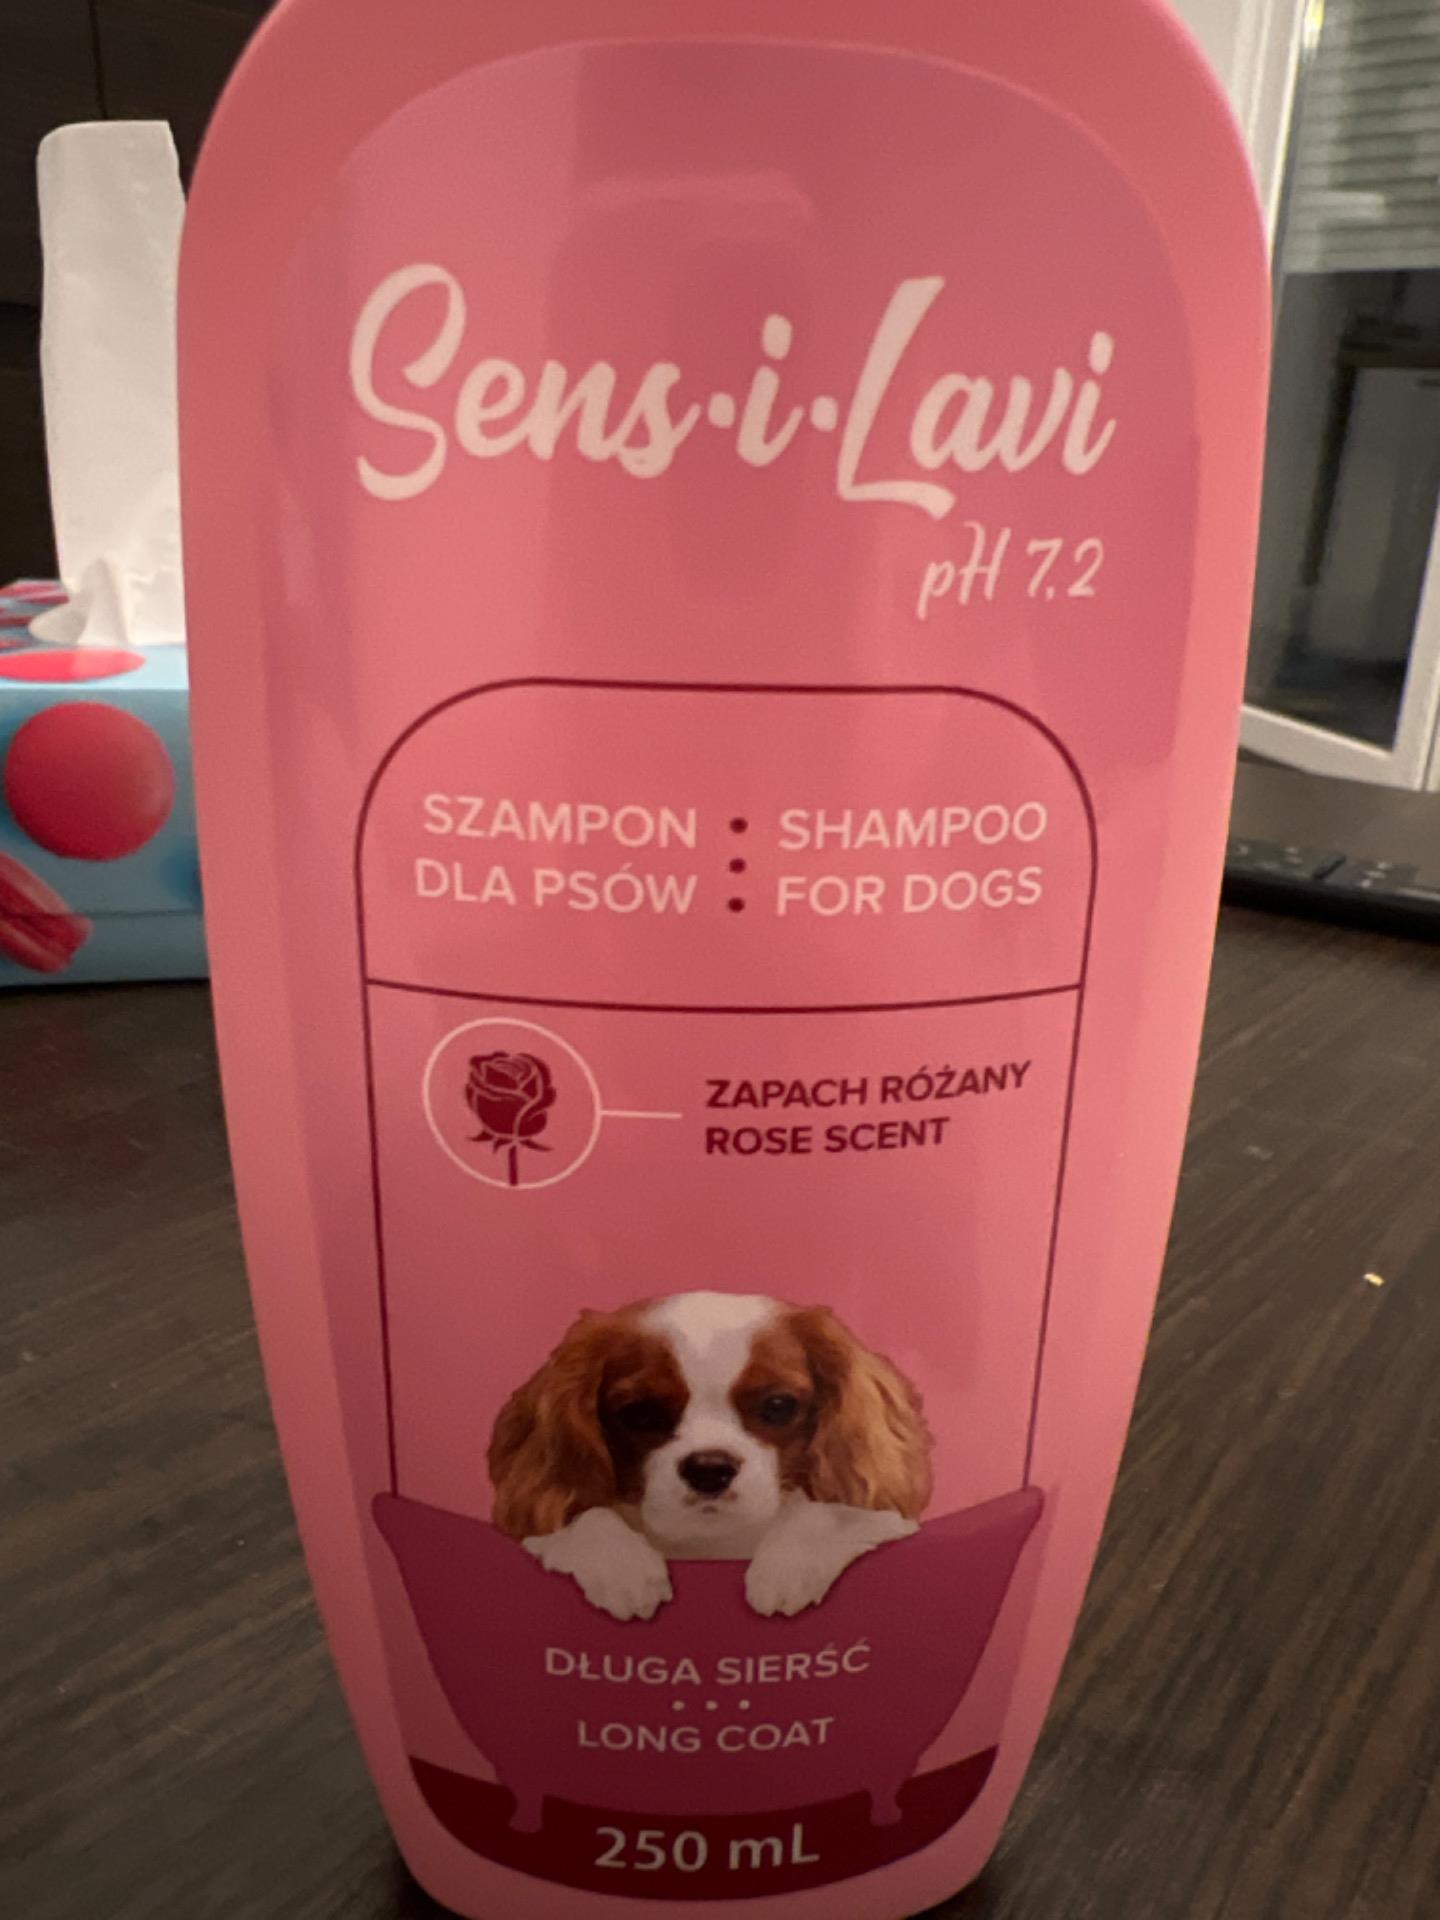 Sens·i·Lavi
pH 7,2
SZAMPON
DLA PSÓW
SHAMPOO
FOR DOGS
ZAPACH RÓŻANY
ROSE SCENT
DŁUGA SIERŚĆ
LONG COAT
250 mL